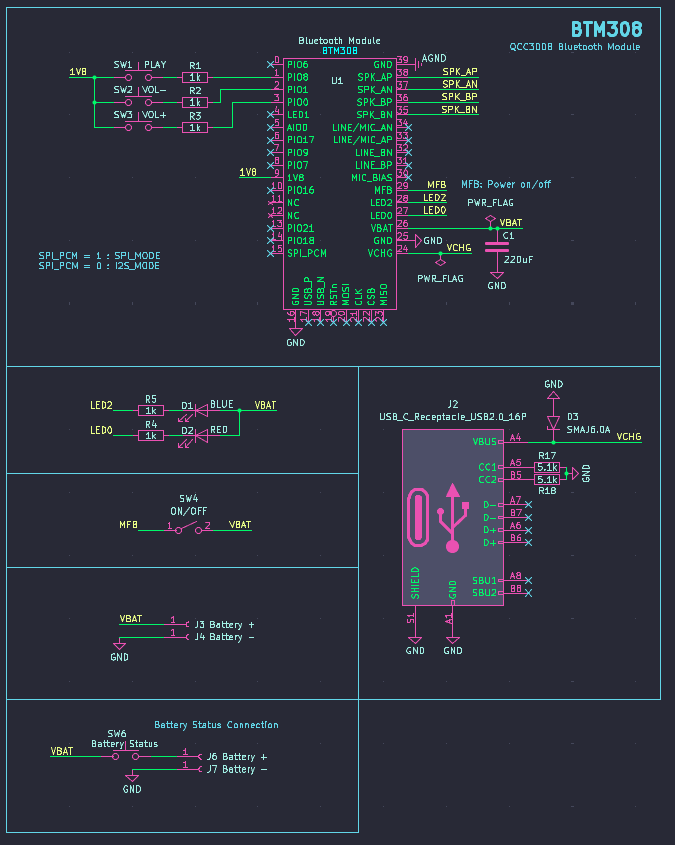 BTM308
QCC3008 Bluetooth Module
Bluetooth Module
BTM308
U1
1V8
SW1 PLAY
R1
1k
SW2 VOL-
R2
1k
SW3 VOL+
R3
1k
0 PIO6
1 PIO8
2 PIO1
3 PIO0
4 LED1
5 AIO0
6 PIO17
7 PIO9
8 PIO7
1V8 9 1V8
10 PIO16
11 NC
12 NC
13 PIO21
14 PIO18
15 SPI_PCM
GND 39 AGND
SPK_AP 38 SPK_AP
SPK_AN 37 SPK_AN
SPK_BP 36 SPK_BP
SPK_BN 35 SPK_BN
LINE/MIC_AN 34
LINE/MIC_AP 33
LINE_BN 32
LINE_BP 31
MIC_BIAS 30
MFB 29 MFB
LED2 28 LED2
LED0 27 LED0
VBAT 26 VBAT
GND 25 GND
VCHG 24 VCHG
MFB: Power on/off
PWR_FLAG
C1
220uF
GND
PWR_FLAG
GND 16
USB_P 17
USB_N 18
RSTn 19
MOSI 20
CLK 21
CSB 22
MISO 23
GND
SPI_PCM = 1 : SPI_MODE
SPI_PCM = 0 : I2S_MODE
LED2
R5
1k
D1 BLUE
VBAT
LED0
R4
1k
D2 RED
SW4
ON/OFF
MFB 1 2 VBAT
VBAT 1 J3 Battery +
1 J4 Battery -
GND
Battery Status Connection
SW6
Battery Status
VBAT 1 J6 Battery +
1 J7 Battery -
GND
J2
USB_C_Receptacle_USB2.0_16P
GND
D3
SMAJ6.0A
VBUS A4 VCHG
CC1 A5
R17
5.1k
CC2 B5
5.1k
R18
GND
D- A7
D- B7
D+ A6
D+ B6
SBU1 A8
SBU2 B8
SHIELD S1
GND A1
GND
GND